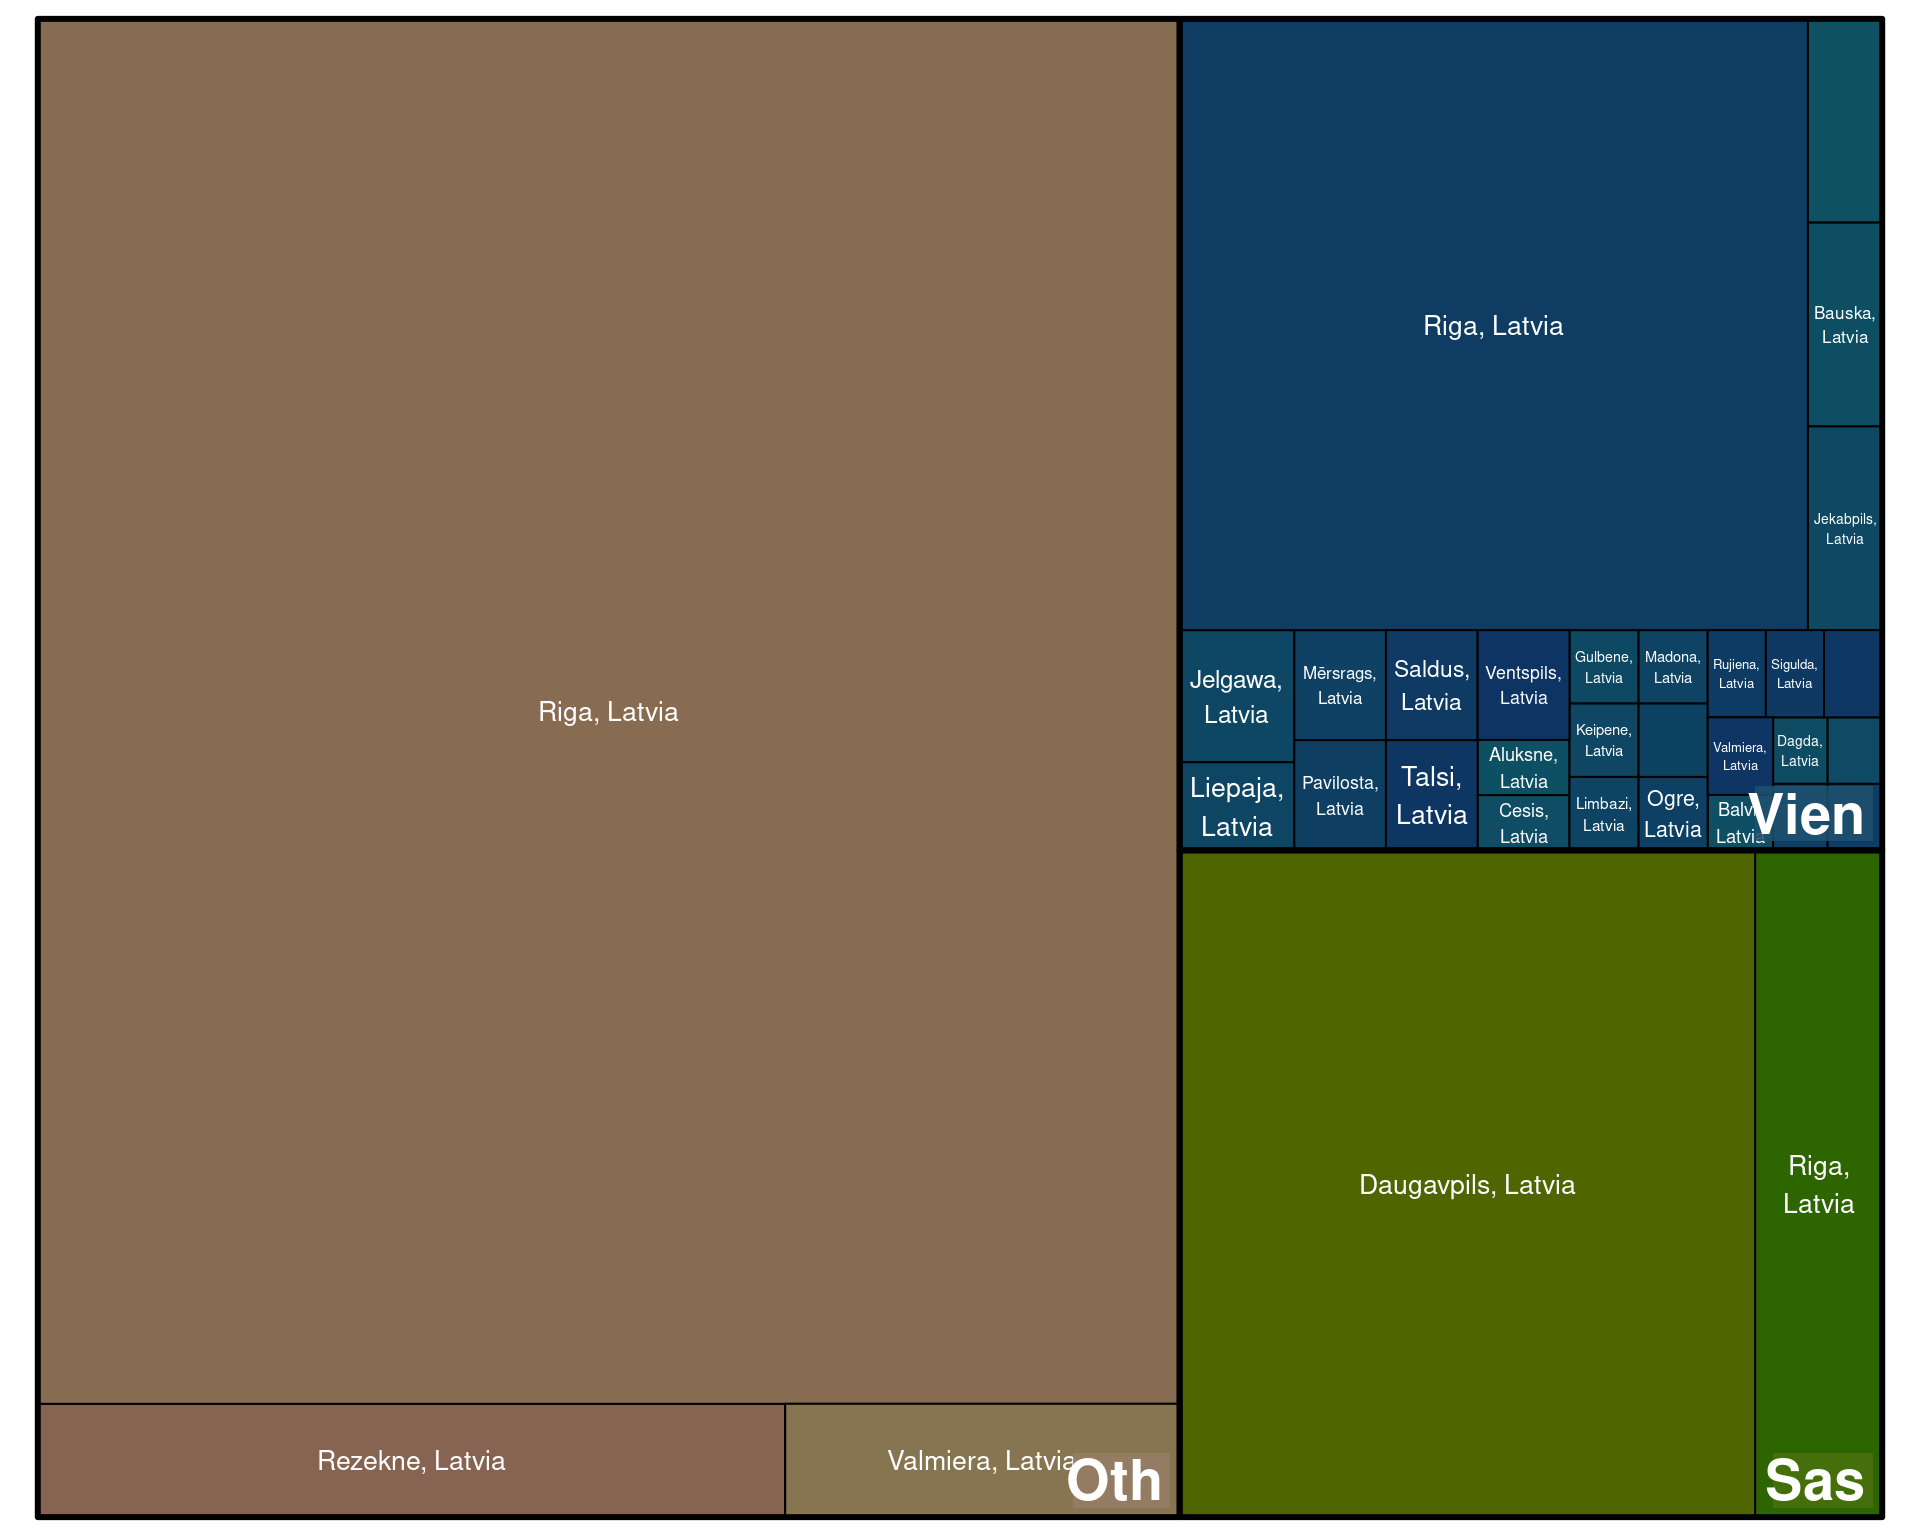 Riga, Latvia
Rezekne, Latvia
Valmiera, Latvia
Oth
Riga, Latvia
Bauska,
Latvia
Jekabpils,
Latvia
Jelgawa,
Latvia
Liepaja,
Latvia
Mērsrags,
Latvia
Pavilosta,
Latvia
Saldus,
Latvia
Talsi,
Latvia
Ventspils,
Latvia
Aluksne,
Latvia
Cesis,
Latvia
Gulbene,
Latvia
Keipene,
Latvia
Limbazi,
Latvia
Madona,
Latvia
Ogre,
Latvia
Rujiena,
Latvia
Sigulda,
Latvia
Valmiera,
Latvia
Dagda,
Latvia
Balvi
Latvia
Vien
Daugavpils, Latvia
Riga,
Latvia
Sas